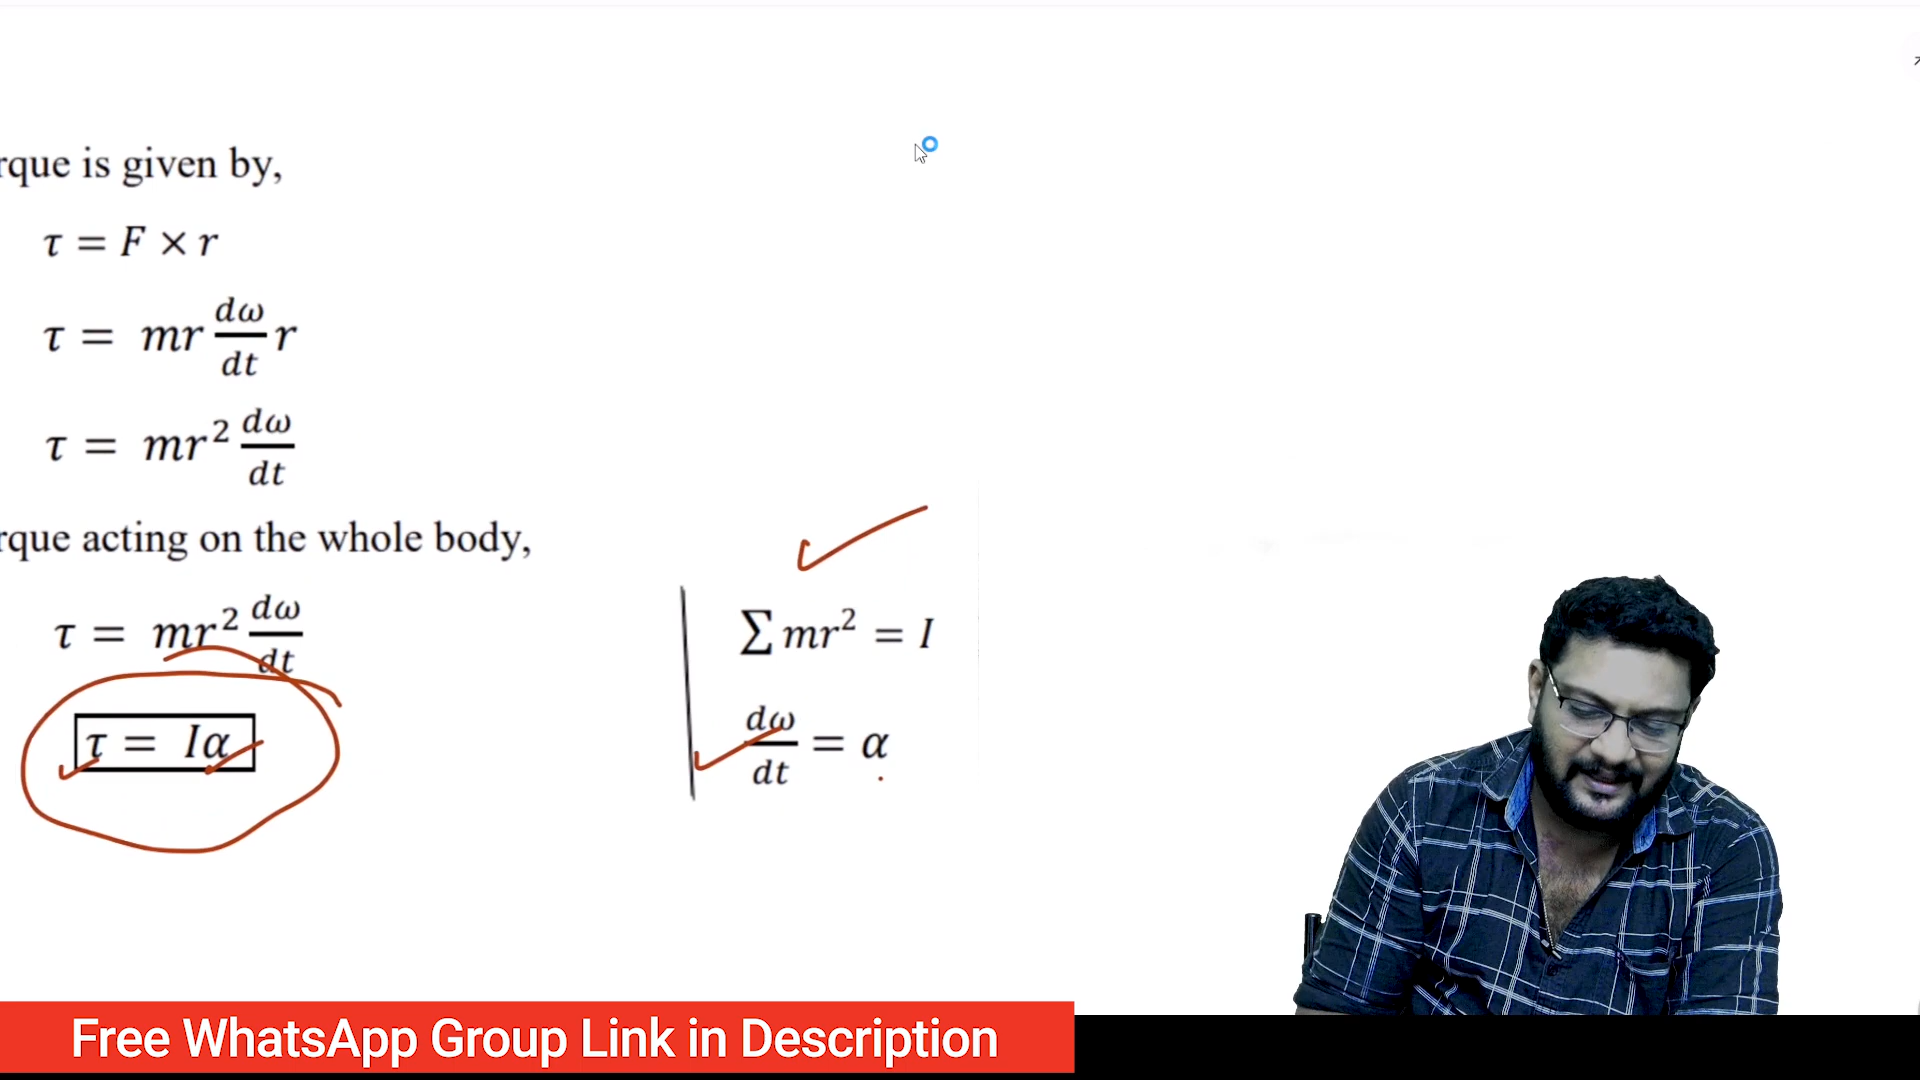 rque is given by,
τ = F × r
τ = mr dω/dt r
τ = mr² dω/dt
rque acting on the whole body,
τ = mr² dω/dt
∑ mr² = I
τ = Iα
dω/dt = α
Free WhatsApp Group Link in Description